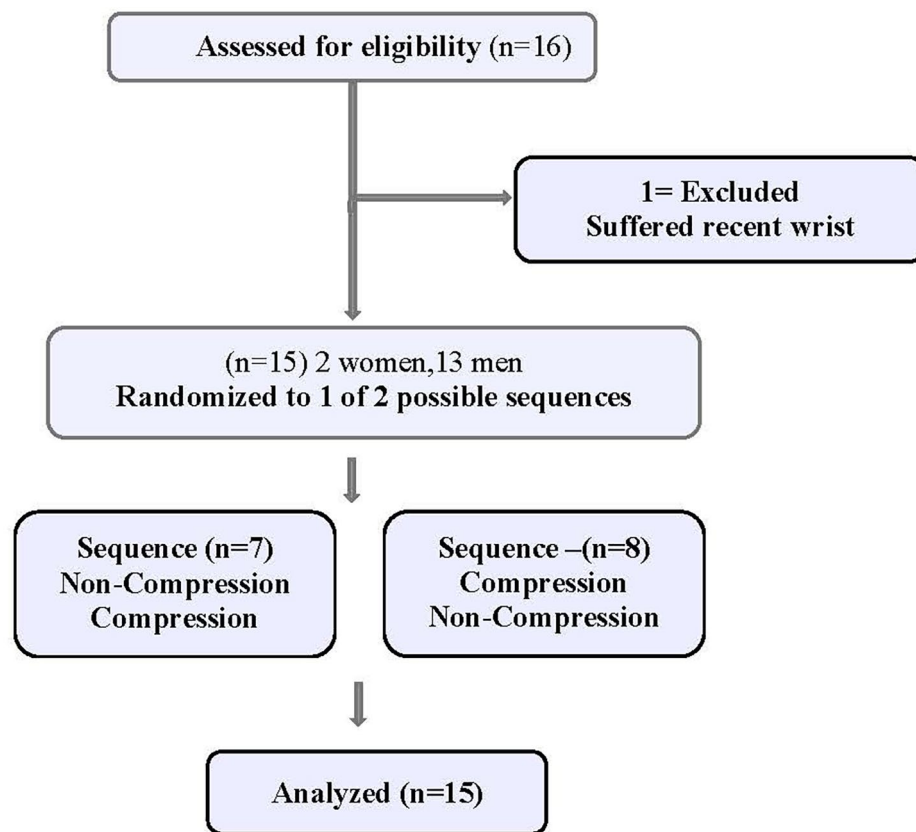 Assessed for eligibility (n=16)
1= Excluded
Suffered recent wrist
(n=15) 2 women,13 men
Randomized to 1 of 2 possible sequences
Sequence (n=7)
Non-Compression
Compression
Sequence –(n=8)
Compression
Non-Compression
Analyzed (n=15)